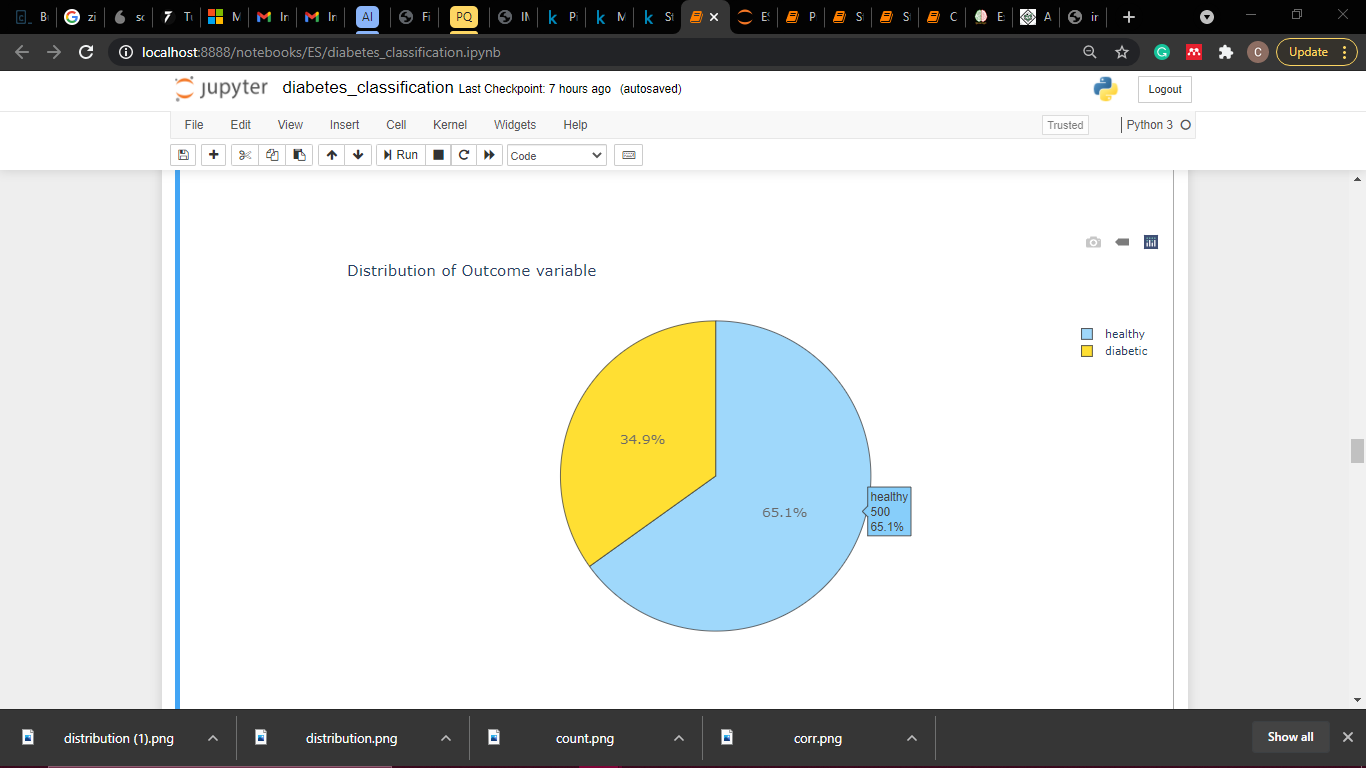 localhost:8888/notebooks/ES/diabetes_classification.ipynb
Update
jupyter diabetes_classification Last Checkpoint: 7 hours ago (autosaved)
Logout
File Edit View Insert Cell Kernel Widgets Help
Trusted
Python 3
Run
Code
Distribution of Outcome variable
healthy
diabetic
34.9%
65.1%
healthy
500
65.1%
distribution (1).png
distribution.png
count.png
corr.png
Show all
AI
PQ
C